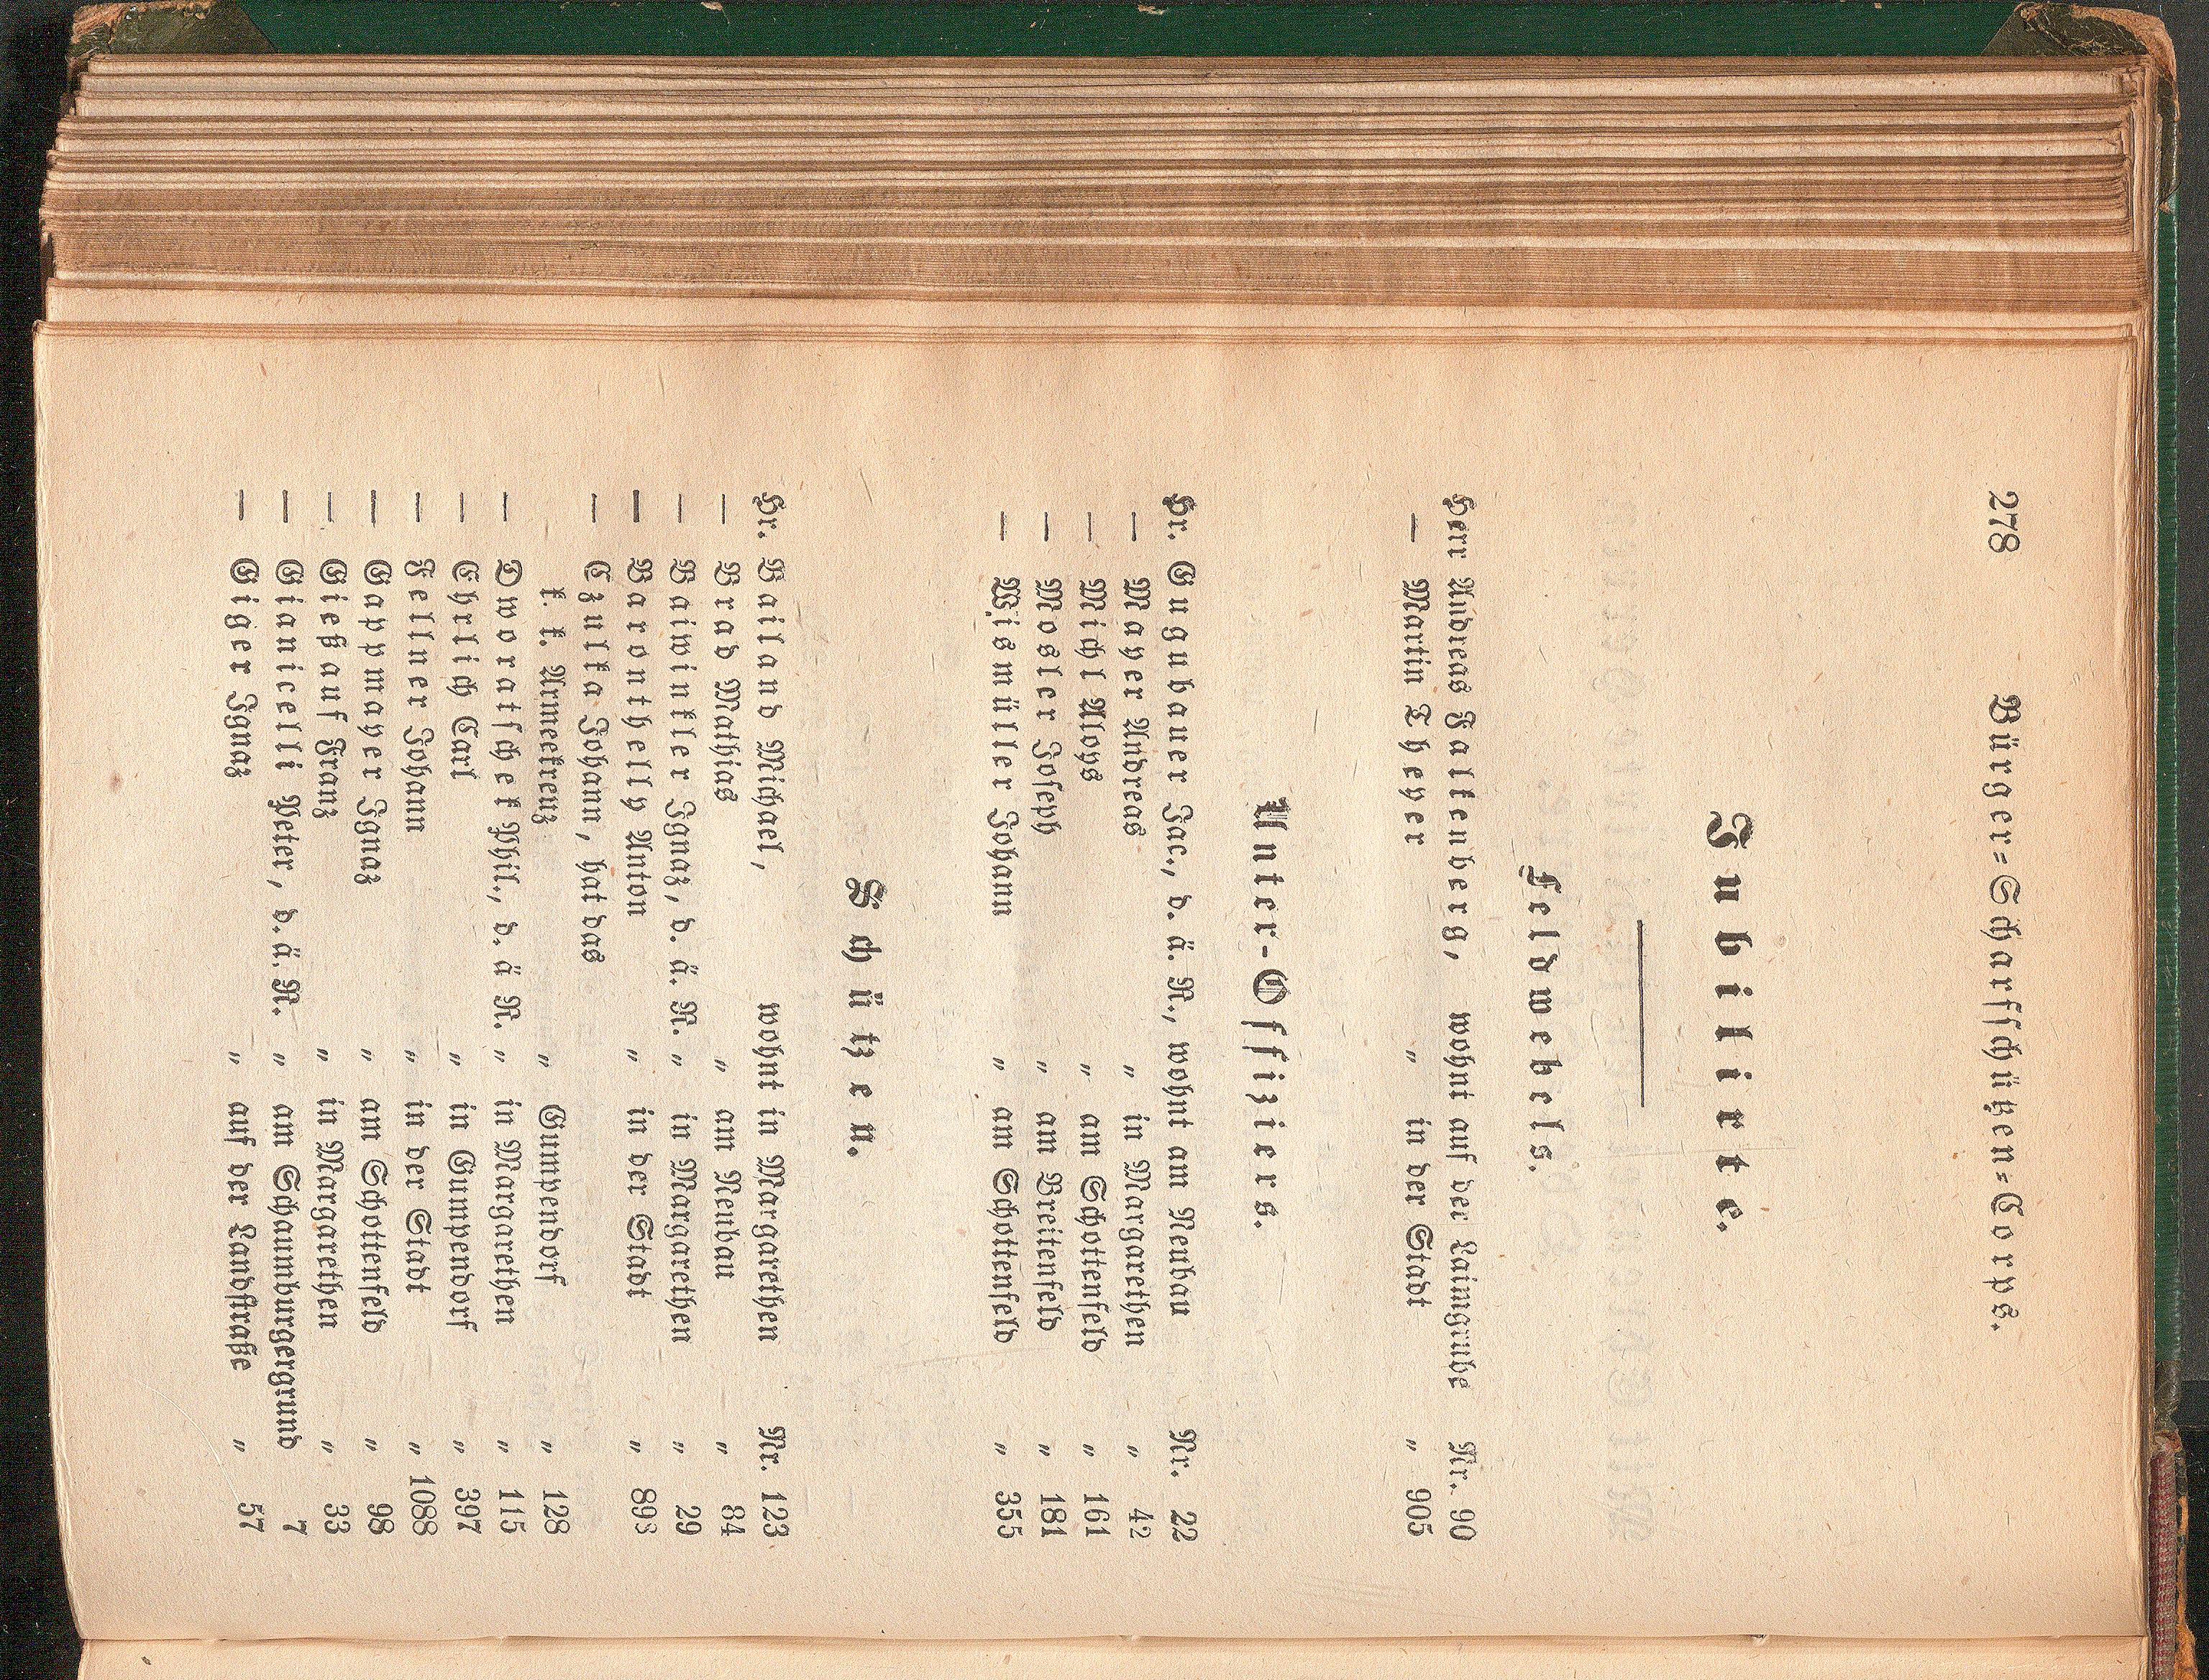 278 Bürger=Scharfschützen=Corps.
Jubilirte.
Feldwebels.
Herr Andreas Falkenberg, wohnt auf der Laimgrube Nr. 90
— Martin Theyer „ in der Stadt „ 905
Unter-Offiziers.
Hr. Gugubauer Jac., d. ä. R., wohnt am Neubau Nr. 22
— Mayer Andreas „ in Margarethen „ 42
— Michl Aloys „ am Schottenfeld „ 161
— Mosler Joseph „ am Breitenfeld „ 181
— Wismüller Johann „ am Schottenfeld „ 355
Schützen.
Hr. Bailand Michael, wohnt in Margarethen Nr. 123
— Brad Mathias „ am Neubau „ 84
— Baiwinkler Ignaz, d. ä. R. „ in Margarethen „ 29
— Baronthelly Anton „ in der Stadt „ 893
— Czulka Johann, hat das
k. k. Armeekreuz „ Gumpendorf „ 128
— Dworatschek Phil., d. ä R. „ in Margarethen „ 115
— Ehrlich Carl „ in Gumpendorf „ 397
— Fellner Johann „ in der Stadt „ 1088
— Gappmayer Ignaz „ am Schottenfeld „ 98
— Gießauf Franz „ in Margarethen „ 33
— Gianicelli Peter, d. ä. R. „ am Schaumburgergrund „ 7
— Giger Ignaz „ auf der Landstraße „ 57